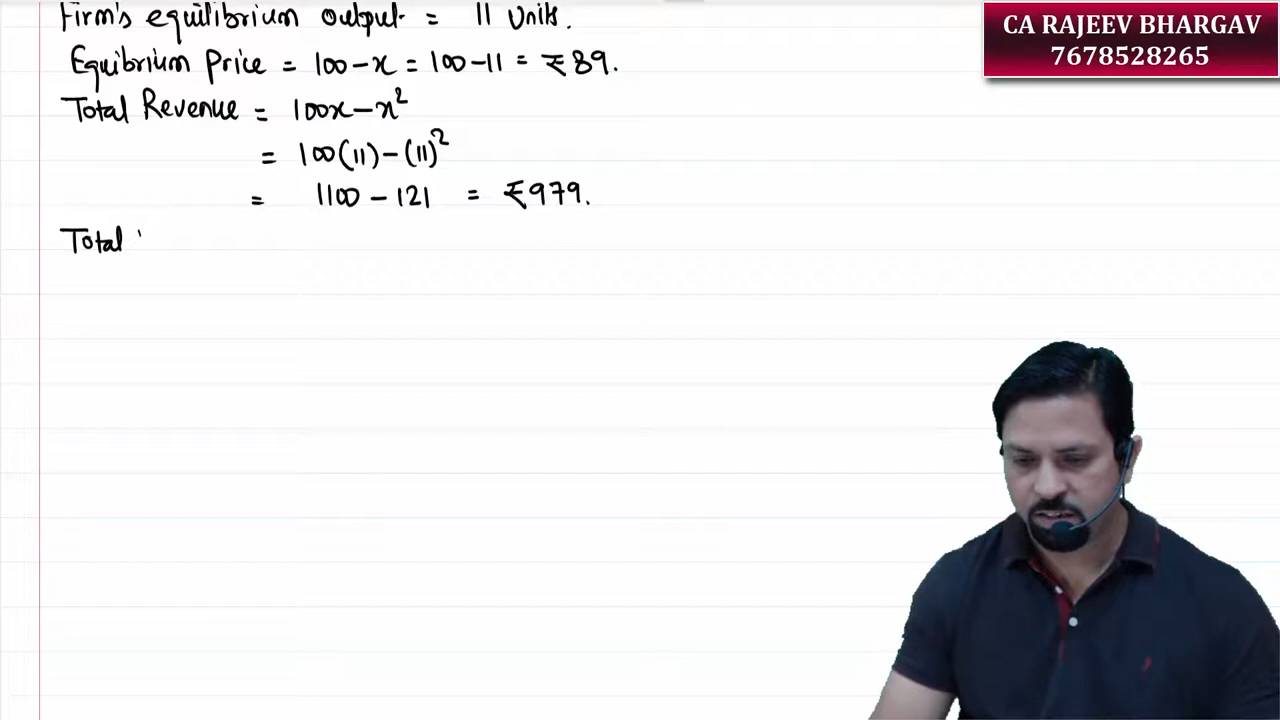 Firm's equilibrium output = 11 Units.
CA RAJEEV BHARGAV
7678528265
Equibrium Price = 100-x = 100-11 = ₹89.
Total Revenue = 100x-x²
= 100(11)-(11)²
= 1100-121 = ₹979.
Total